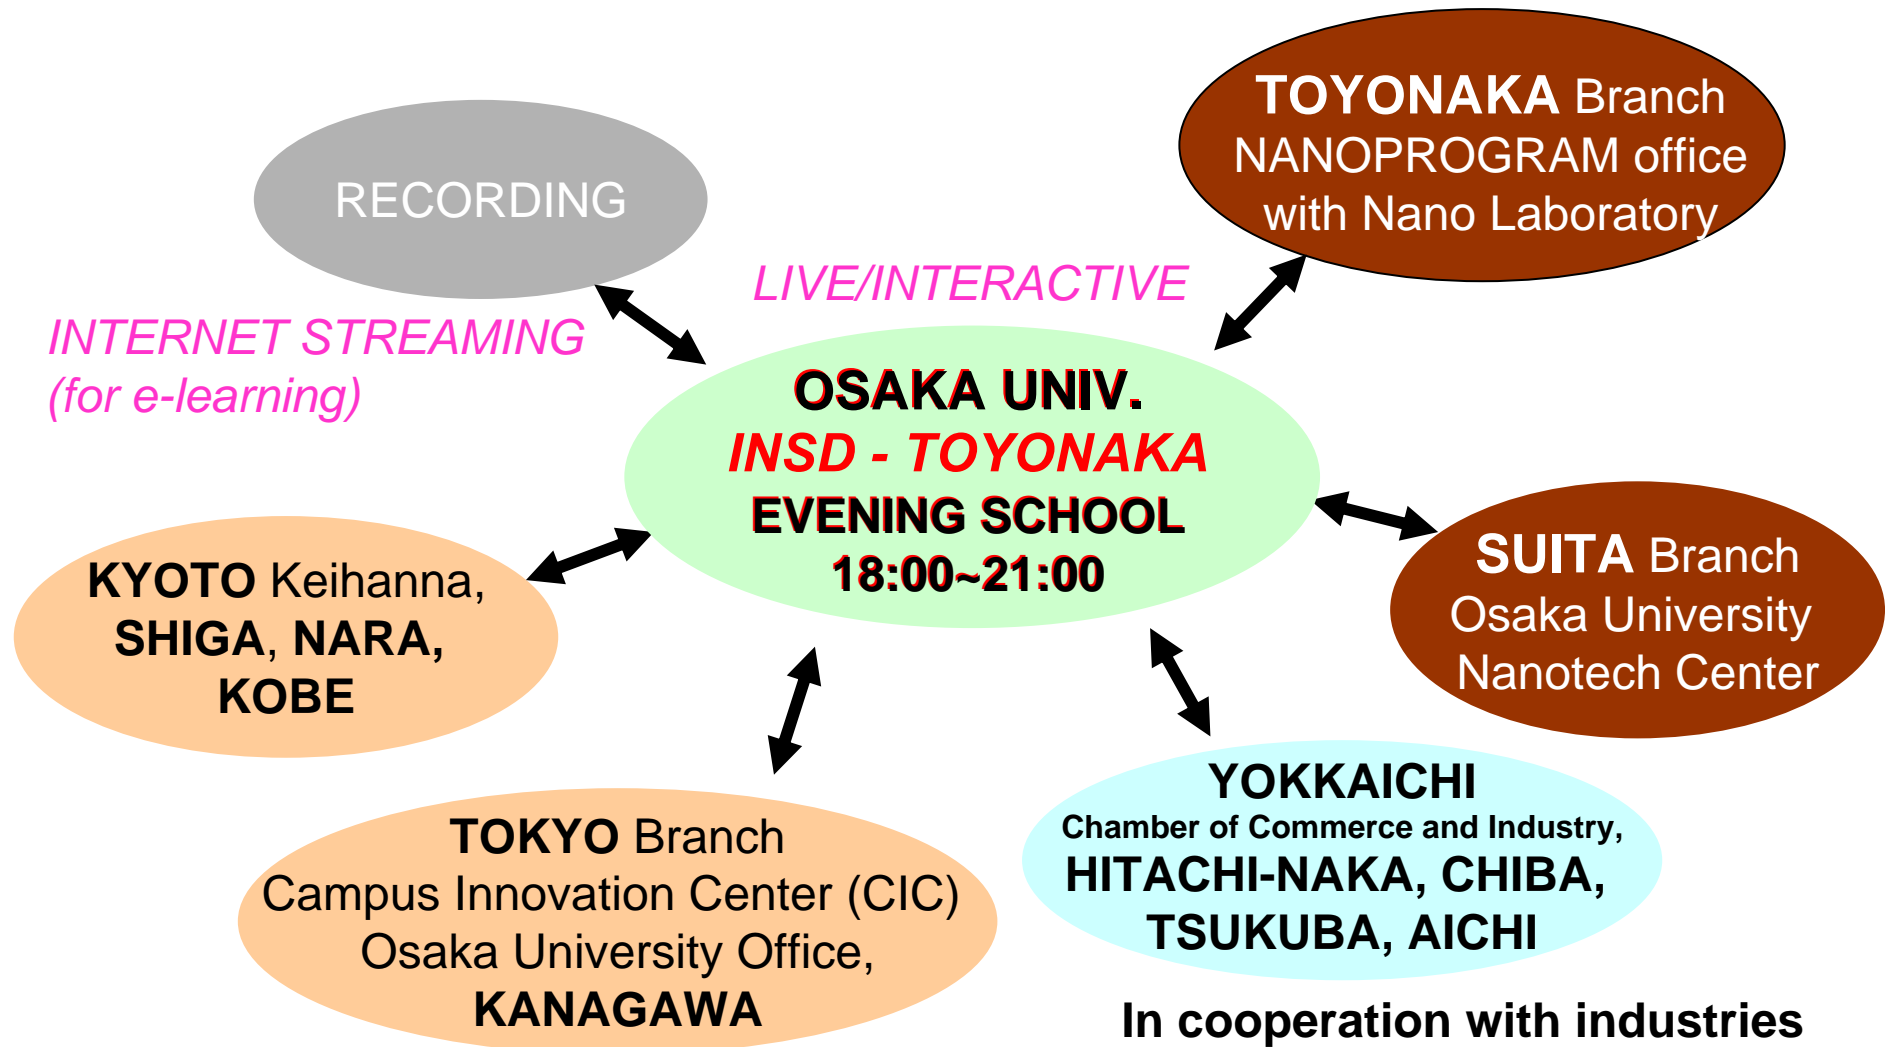 TOYONAKA Branch
NANOPROGRAM office
with Nano Laboratory
RECORDING
LIVE/INTERACTIVE
INTERNET STREAMING
(for e-learning)
OSAKA UNIV.
INSD - TOYONAKA
EVENING SCHOOL
18:00~21:00
KYOTO Keihanna,
SHIGA, NARA,
KOBE
SUITA Branch
Osaka University
Nanotech Center
TOKYO Branch
Campus Innovation Center (CIC)
Osaka University Office,
KANAGAWA
YOKKAICHI
Chamber of Commerce and Industry,
HITACHI-NAKA, CHIBA,
TSUKUBA, AICHI
In cooperation with industries